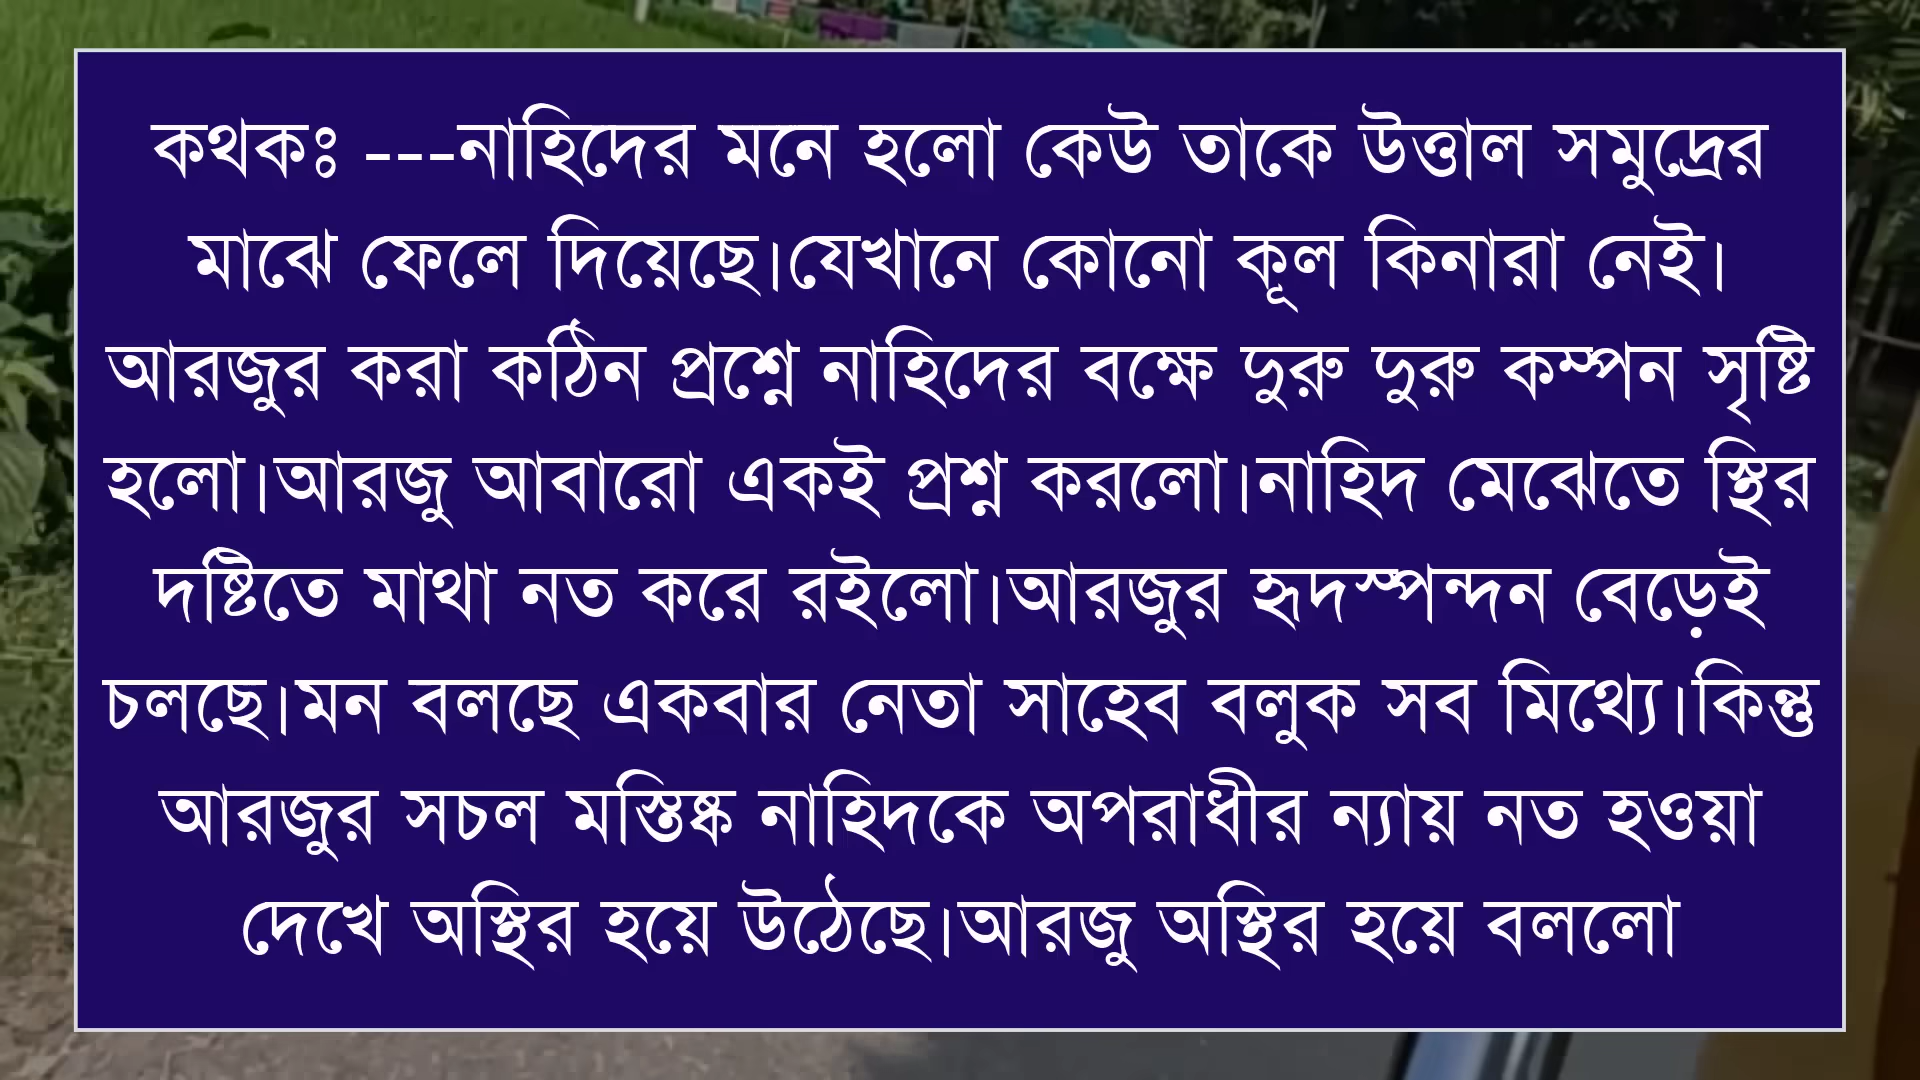 কথকঃ ---নাহিদের মনে হলো কেউ তাকে উত্তাল সমুদ্রের
মাঝে ফেলে দিয়েছে।যেখানে কোনো কূল কিনারা নেই।
আরজুর করা কঠিন প্রশ্নে নাহিদের বক্ষে দুরু দুরু কম্পন সৃষ্টি
হলো।আরজু আবারো একই প্রশ্ন করলো।নাহিদ মেঝেতে স্থির
দষ্টিতে মাথা নত করে রইলো।আরজুর হৃদস্পন্দন বেড়েই
চলছে।মন বলছে একবার নেতা সাহেব বলুক সব মিথ্যে।কিন্তু
আরজুর সচল মস্তিষ্ক নাহিদকে অপরাধীর ন্যায় নত হওয়া
দেখে অস্থির হয়ে উঠেছে।আরজু অস্থির হয়ে বললো